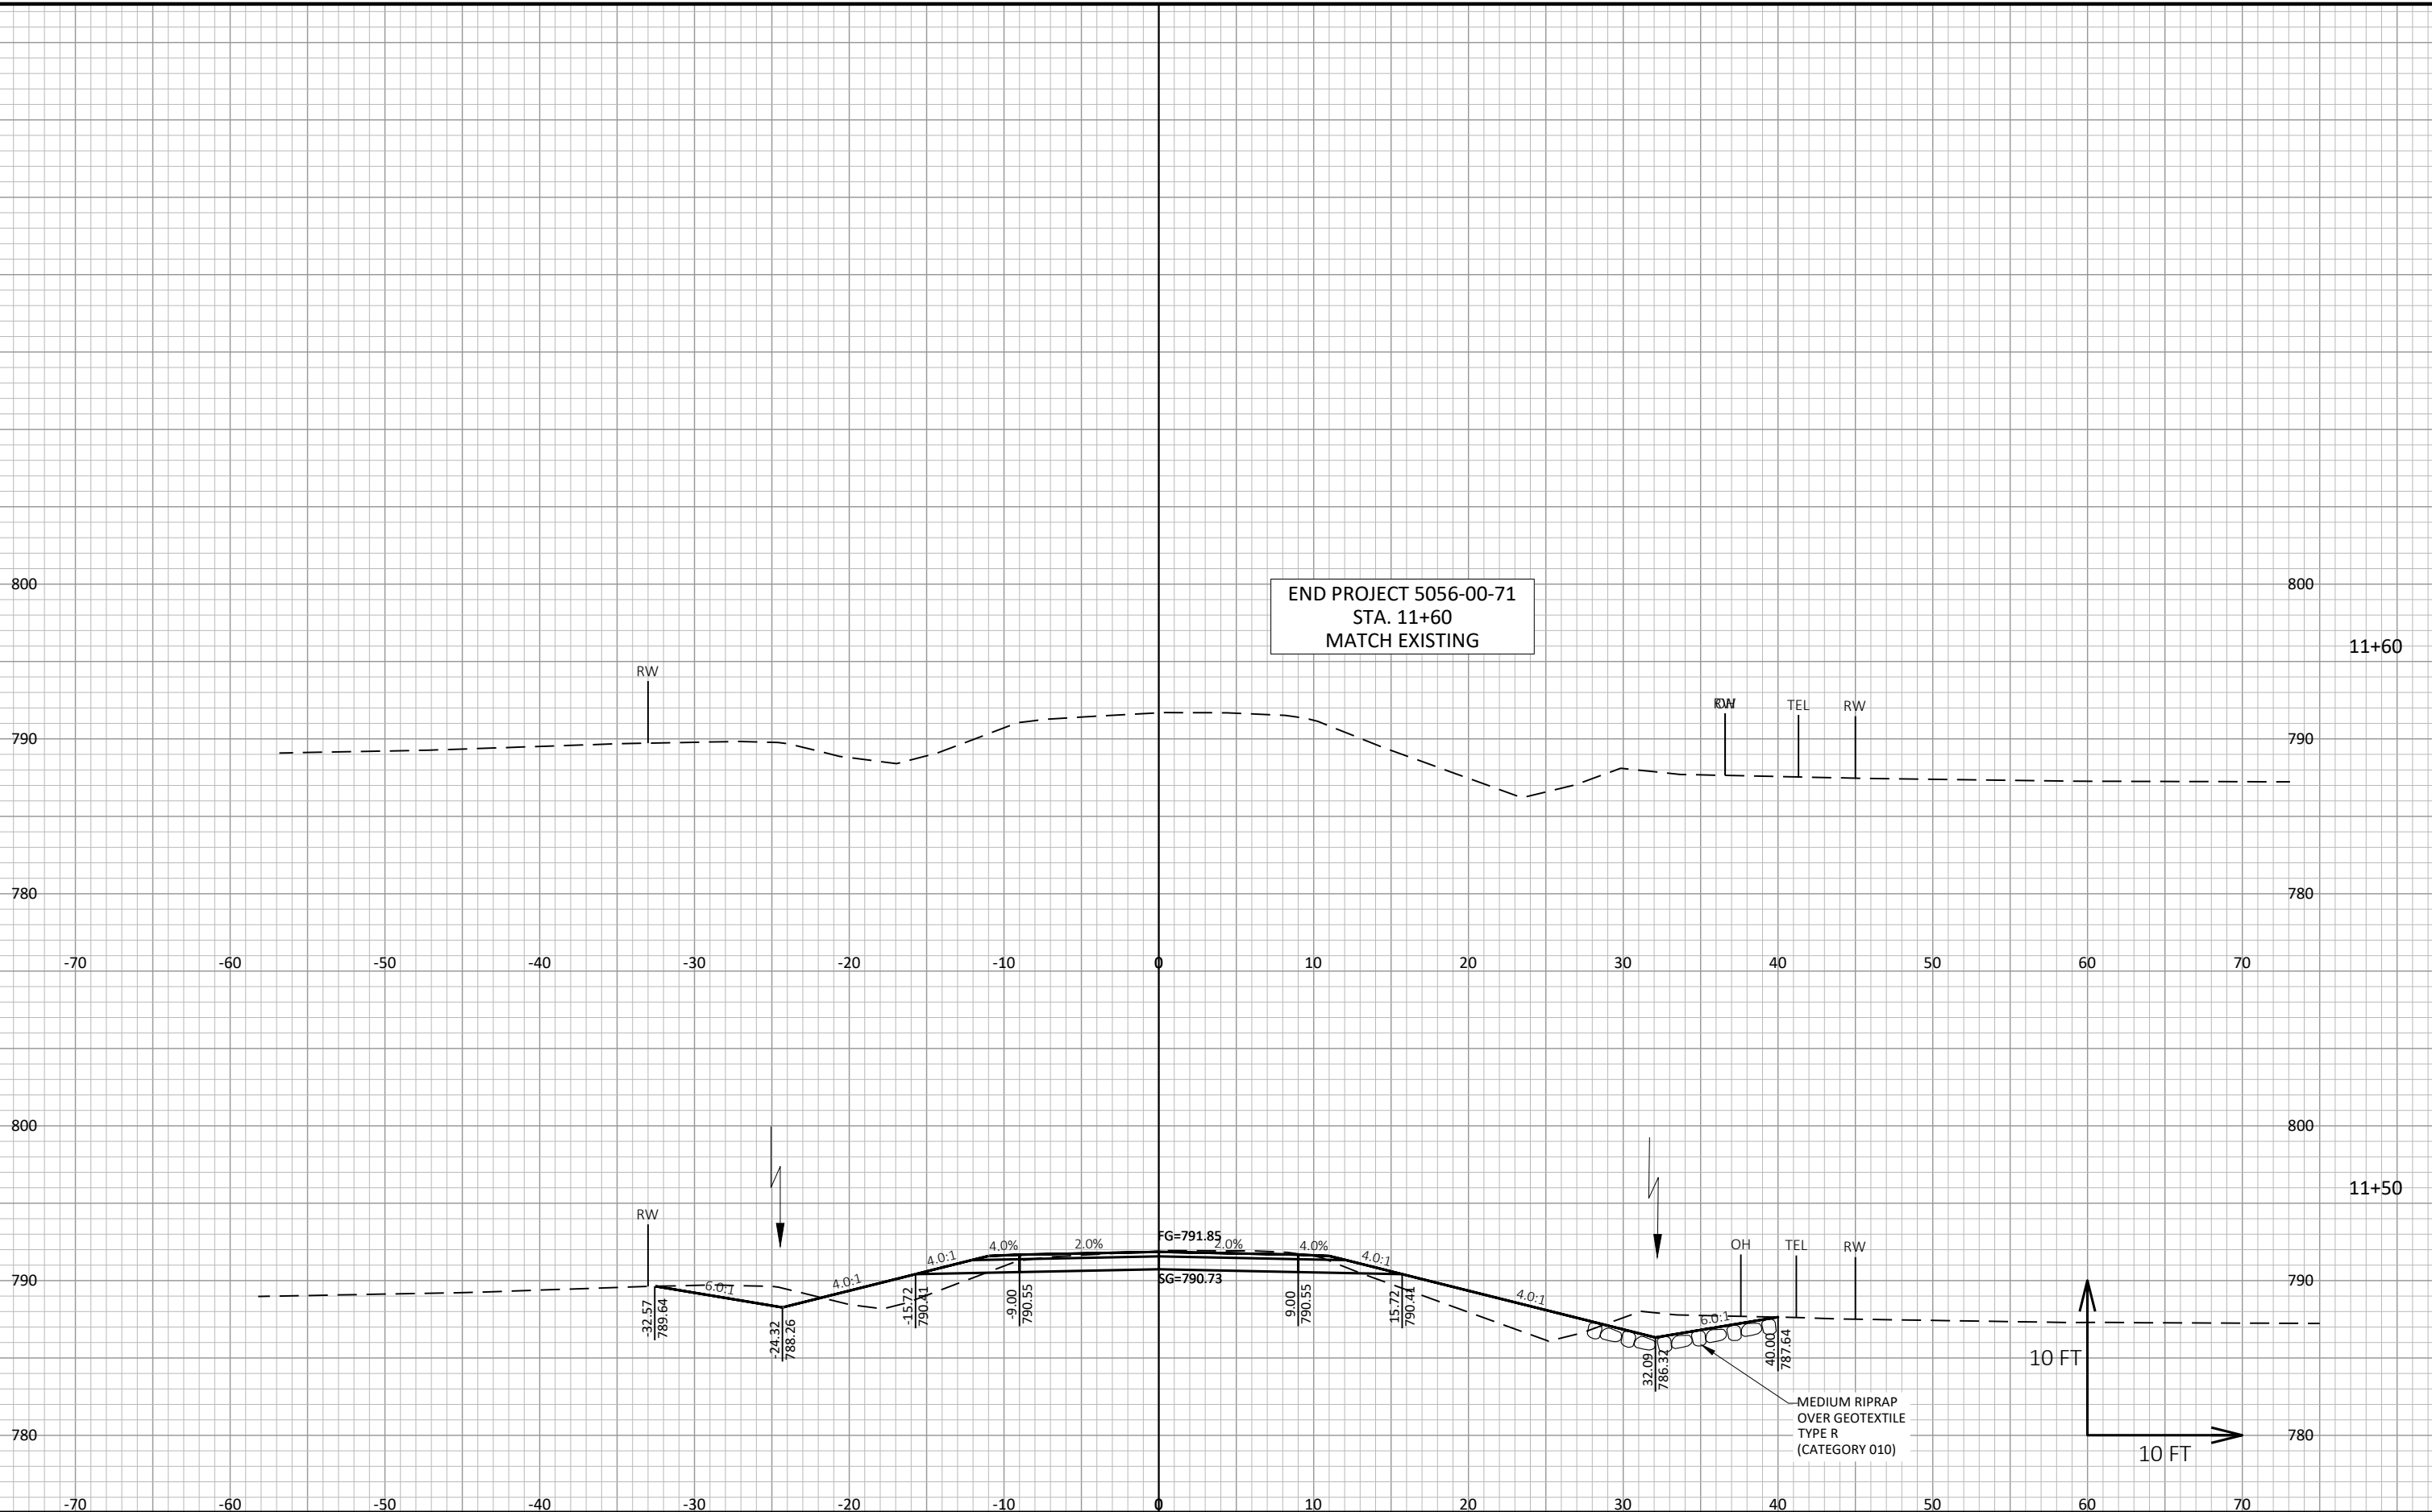 800
800
END PROJECT 5056-00-71
STA. 11+60
MATCH EXISTING
11+60
RW
RW
OH
TEL
RW
790
790
780
780
-70 -60 -50 -40 -30 -20 -10 0 10 20 30 40 50 60 70
800
800
11+50
RW
FG=791.85
4.0:1
4.0%
2.0%
2.0%
4.0%
4.0:1
OH
TEL
RW
790
790
6.0:1
4.0:1
SG=790.73
4.0:1
6.0:1
-32.57
789.64
-24.32
788.26
-15.72
790.41
-9.00
790.55
9.00
790.55
15.72
790.41
32.09
786.32
40.00
787.64
10 FT
MEDIUM RIPRAP
OVER GEOTEXTILE
TYPE R
(CATEGORY 010)
780
780
10 FT
-70 -60 -50 -40 -30 -20 -10 0 10 20 30 40 50 60 70